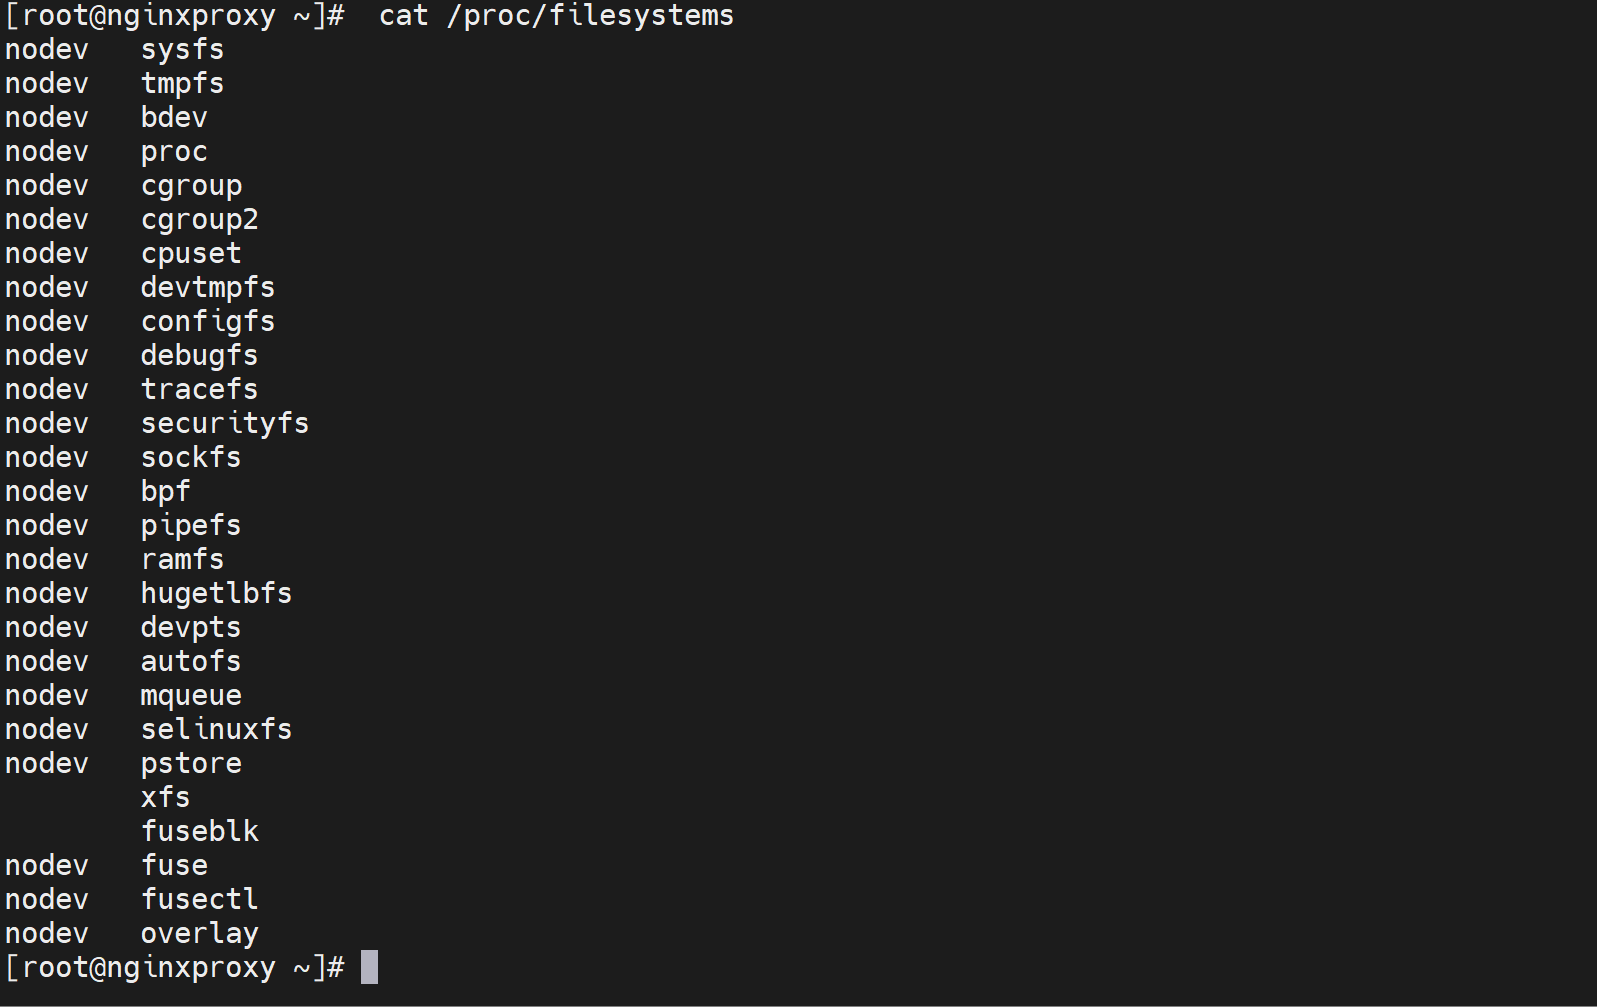 [root@nginxproxy ~]#  cat /proc/filesystems
nodev   sysfs
nodev   tmpfs
nodev   bdev
nodev   proc
nodev   cgroup
nodev   cgroup2
nodev   cpuset
nodev   devtmpfs
nodev   configfs
nodev   debugfs
nodev   tracefs
nodev   securityfs
nodev   sockfs
nodev   bpf
nodev   pipefs
nodev   ramfs
nodev   hugetlbfs
nodev   devpts
nodev   autofs
nodev   mqueue
nodev   selinuxfs
nodev   pstore
        xfs
        fuseblk
nodev   fuse
nodev   fusectl
nodev   overlay
[root@nginxproxy ~]#